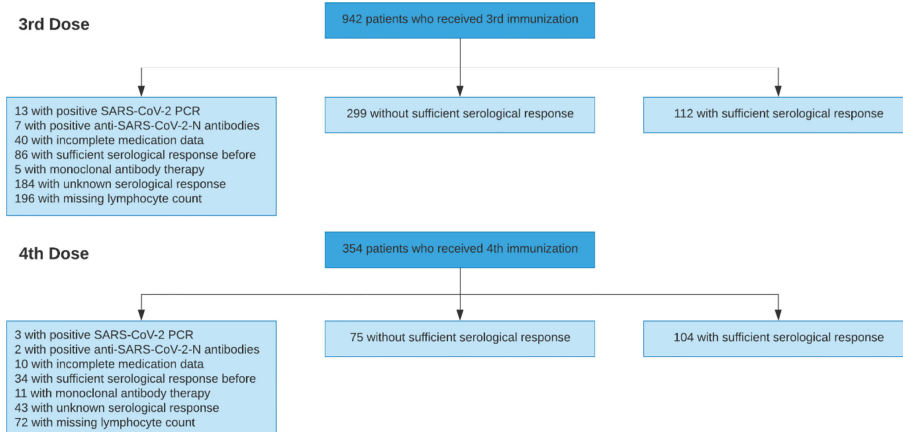 3rd Dose
942 patients who received 3rd immunization
13 with positive SARS-CoV-2 PCR
7 with positive anti-SARS-CoV-2-N antibodies
40 with incomplete medication data
86 with sufficient serological response before
5 with monoclonal antibody therapy
184 with unknown serological response
196 with missing lymphocyte count
299 without sufficient serological response
112 with sufficient serological response
4th Dose
354 patients who received 4th immunization
3 with positive SARS-CoV-2 PCR
2 with positive anti-SARS-CoV-2-N antibodies
10 with incomplete medication data
34 with sufficient serological response before
11 with monoclonal antibody therapy
43 with unknown serological response
72 with missing lymphocyte count
75 without sufficient serological response
104 with sufficient serological response